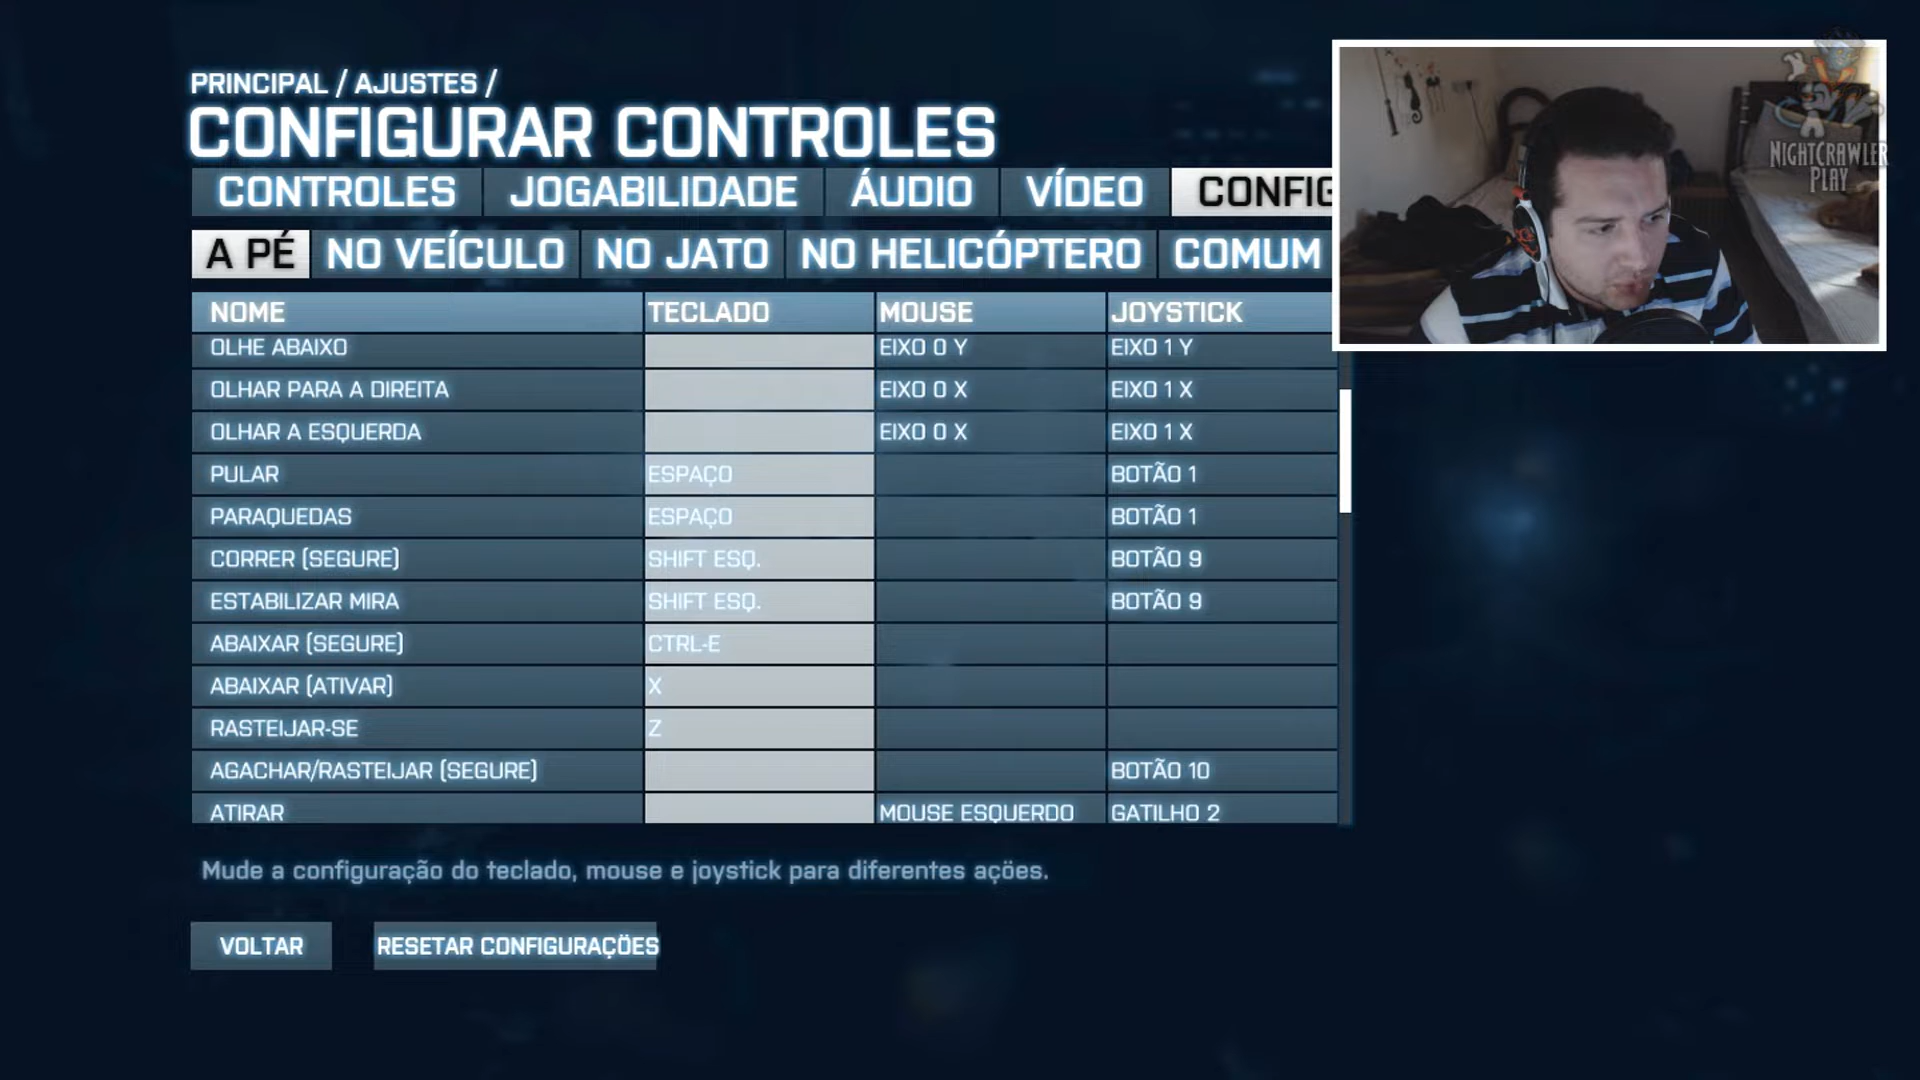 PRINCIPAL / AJUSTES /
CONFIGURAR CONTROLES
CONTROLES JOGABILIDADE ÁUDIO VÍDEO CONFIG
A PÉ NO VEÍCULO NO JATO NO HELICÓPTERO COMUM
NOME TECLADO MOUSE JOYSTICK
OLHE ABAIXO EIXO 0 Y EIXO 1 Y
OLHAR PARA A DIREITA EIXO 0 X EIXO 1 X
OLHAR A ESQUERDA EIXO 0 X EIXO 1 X
PULAR ESPAÇO BOTÃO 1
PARAQUEDAS ESPAÇO BOTÃO 1
CORRER (SEGURE) SHIFT ESQ. BOTÃO 9
ESTABILIZAR MIRA SHIFT ESQ. BOTÃO 9
ABAIXAR (SEGURE) CTRL-E
ABAIXAR (ATIVAR) X
RASTEIJAR-SE Z
AGACHAR/RASTEIJAR (SEGURE) BOTÃO 10
ATIRAR MOUSE ESQUERDO GATILHO 2
Mude a configuração do teclado, mouse e joystick para diferentes ações.
VOLTAR RESETAR CONFIGURAÇÕES
NIGHTCRAWLER
PLAY